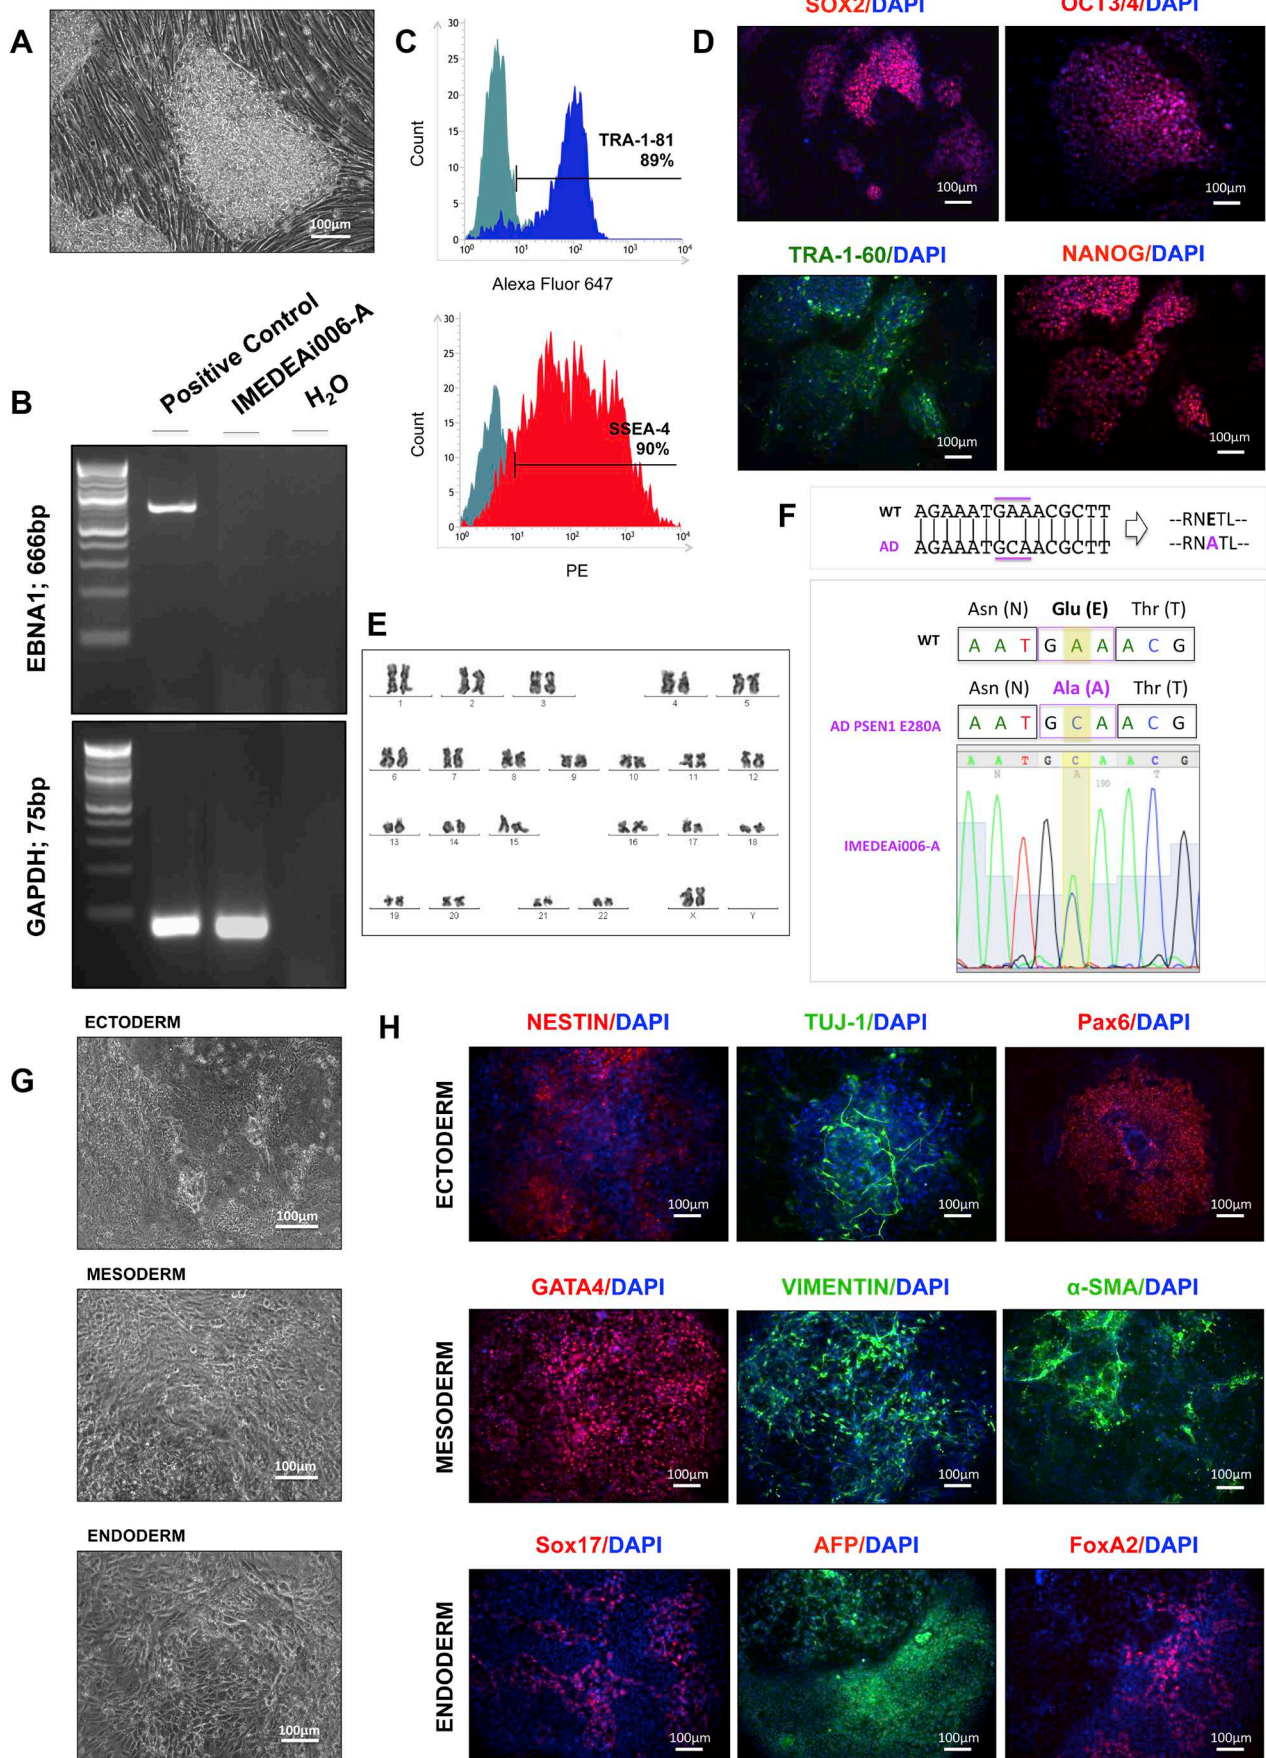 A
100µm
B
Positive Control
IMEDEAi006-A
H₂O
EBNA1; 666bp
GAPDH; 75bp
C
30
25
20
15
10
5
0
Count
TRA-1-81
89%
10⁰ 10¹ 10² 10³ 10⁴
Alexa Fluor 647
30
25
20
15
10
5
0
Count
SSEA-4
90%
10⁰ 10¹ 10² 10³ 10⁴
PE
D
SOX2/DAPI OCT3/4/DAPI
100µm 100µm
TRA-1-60/DAPI NANOG/DAPI
100µm 100µm
E
1 2 3 4 5
6 7 8 9 10 11 12
13 14 15 16 17 18
19 20 21 22 X Y
F
WT AGAAATGAAACGCTT --RNETL--
AD AGAAATGCAACGCTT --RNATL--
Asn (N) Glu (E) Thr (T)
WT A A T G A A A C G
Asn (N) Ala (A) Thr (T)
AD PSEN1 E280A A A T G C A A C G
A A T G C A A C G
N A T
190
IMEDEAi006-A
G
ECTODERM
100µm
MESODERM
100µm
ENDODERM
100µm
H
NESTIN/DAPI TUJ-1/DAPI Pax6/DAPI
ECTODERM
100µm 100µm 100µm
GATA4/DAPI VIMENTIN/DAPI α-SMA/DAPI
MESODERM
100µm 100µm 100µm
Sox17/DAPI AFP/DAPI FoxA2/DAPI
ENDODERM
100µm 100µm 100µm